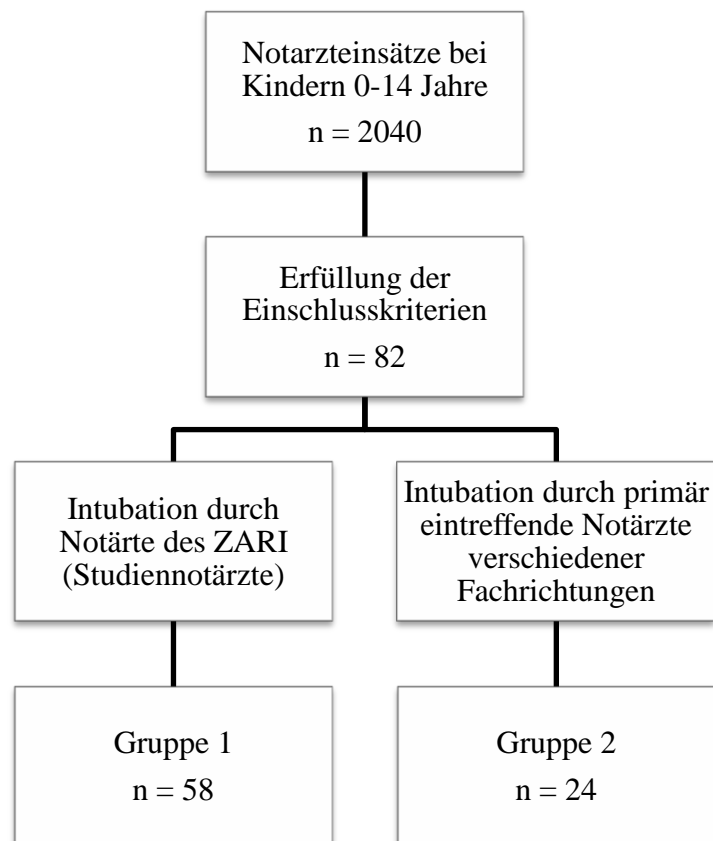 Notarzteinsätze bei
Kindern 0-14 Jahre
n = 2040
Erfüllung der
Einschlusskriterien
n = 82
Intubation durch
Notärte des ZARI
(Studiennotärzte)
Intubation durch primär
eintreffende Notärzte
verschiedener
Fachrichtungen
Gruppe 1
n = 58
Gruppe 2
n = 24